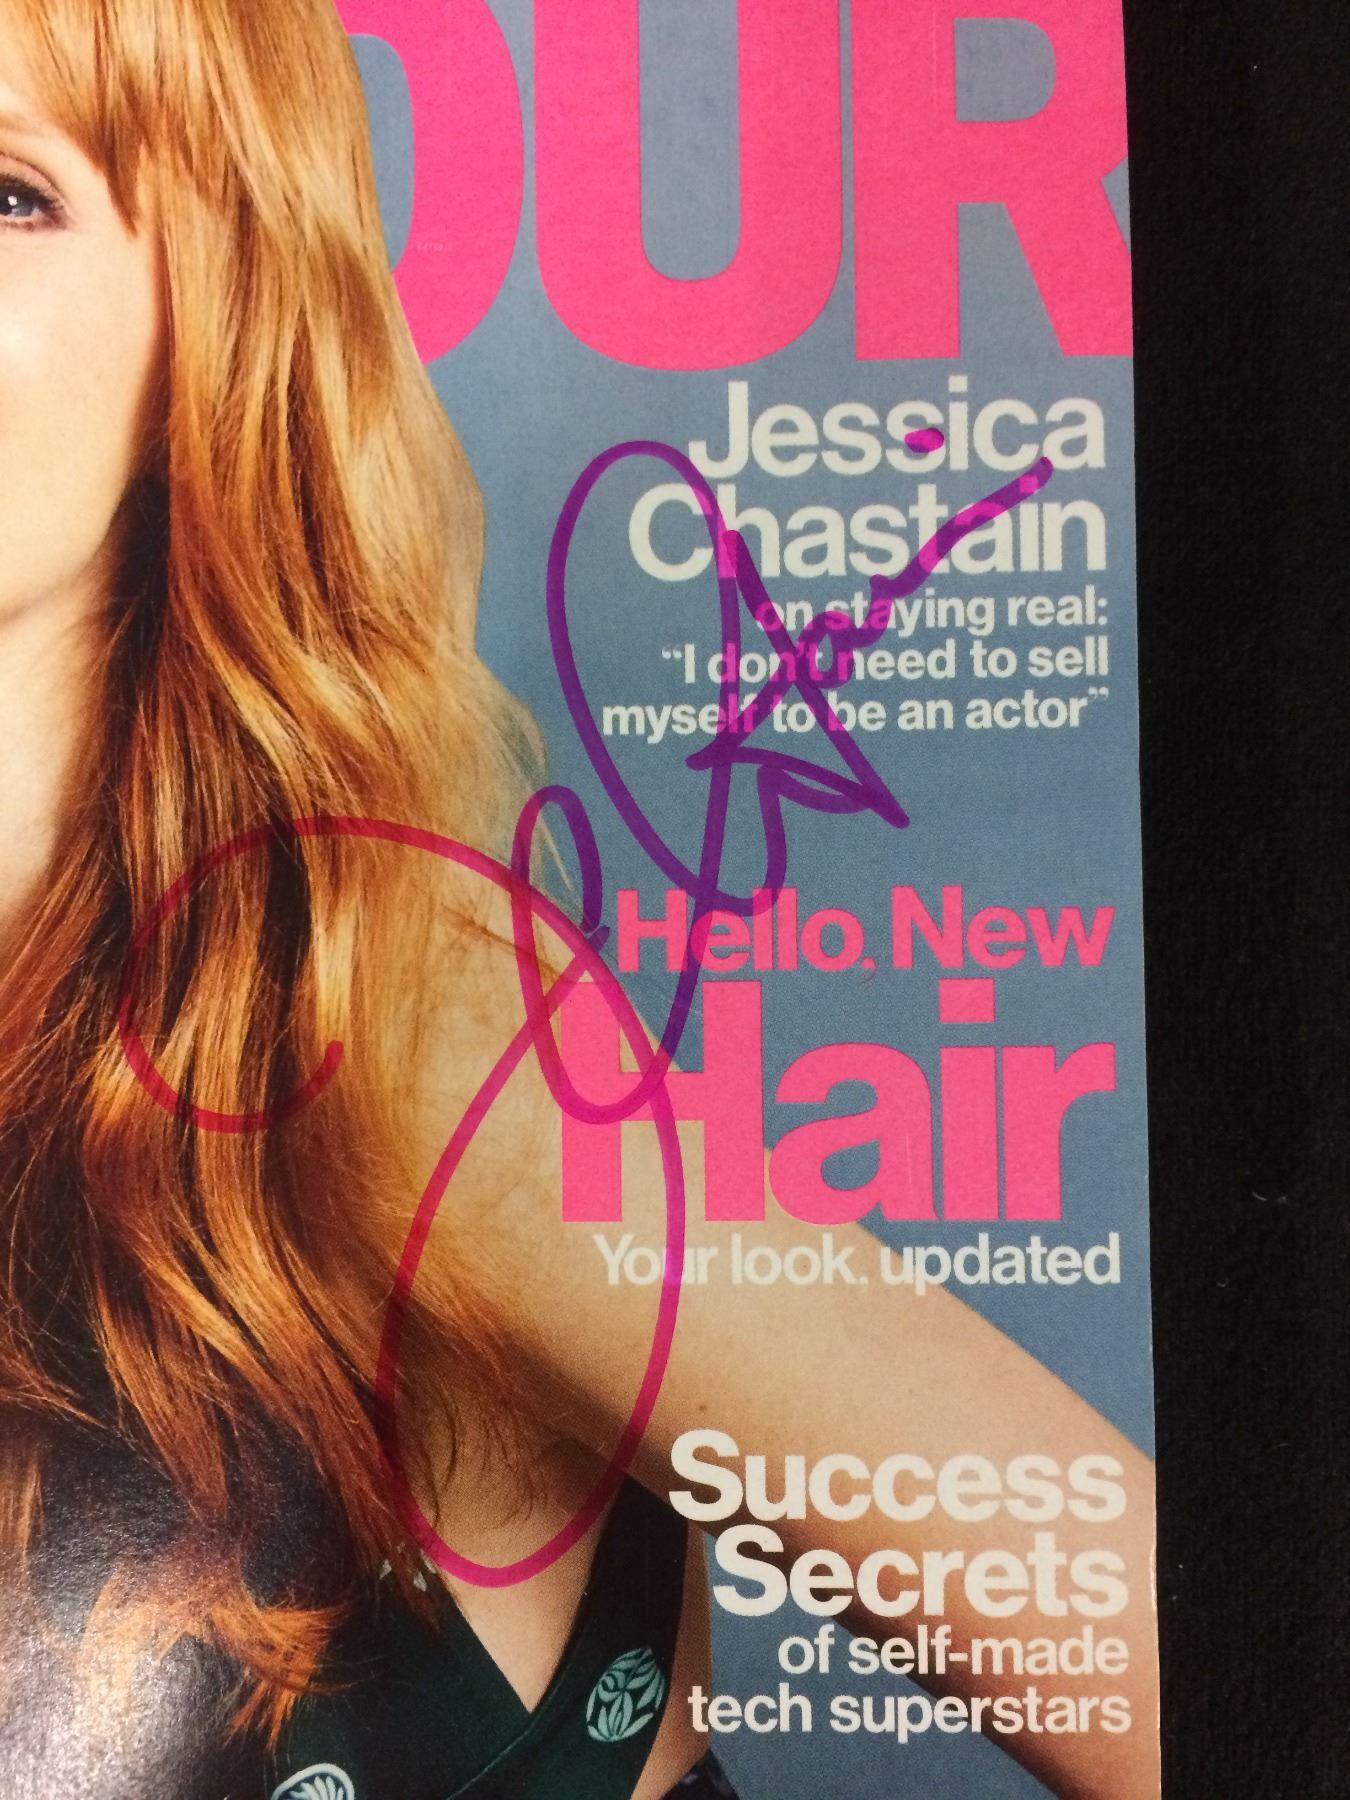 OUR
Jessica
Chastain
on staying real:
“I don’t need to sell
myself to be an actor”
Hello, New
Hair
Your look, updated
Success
Secrets
of self-made
tech superstars